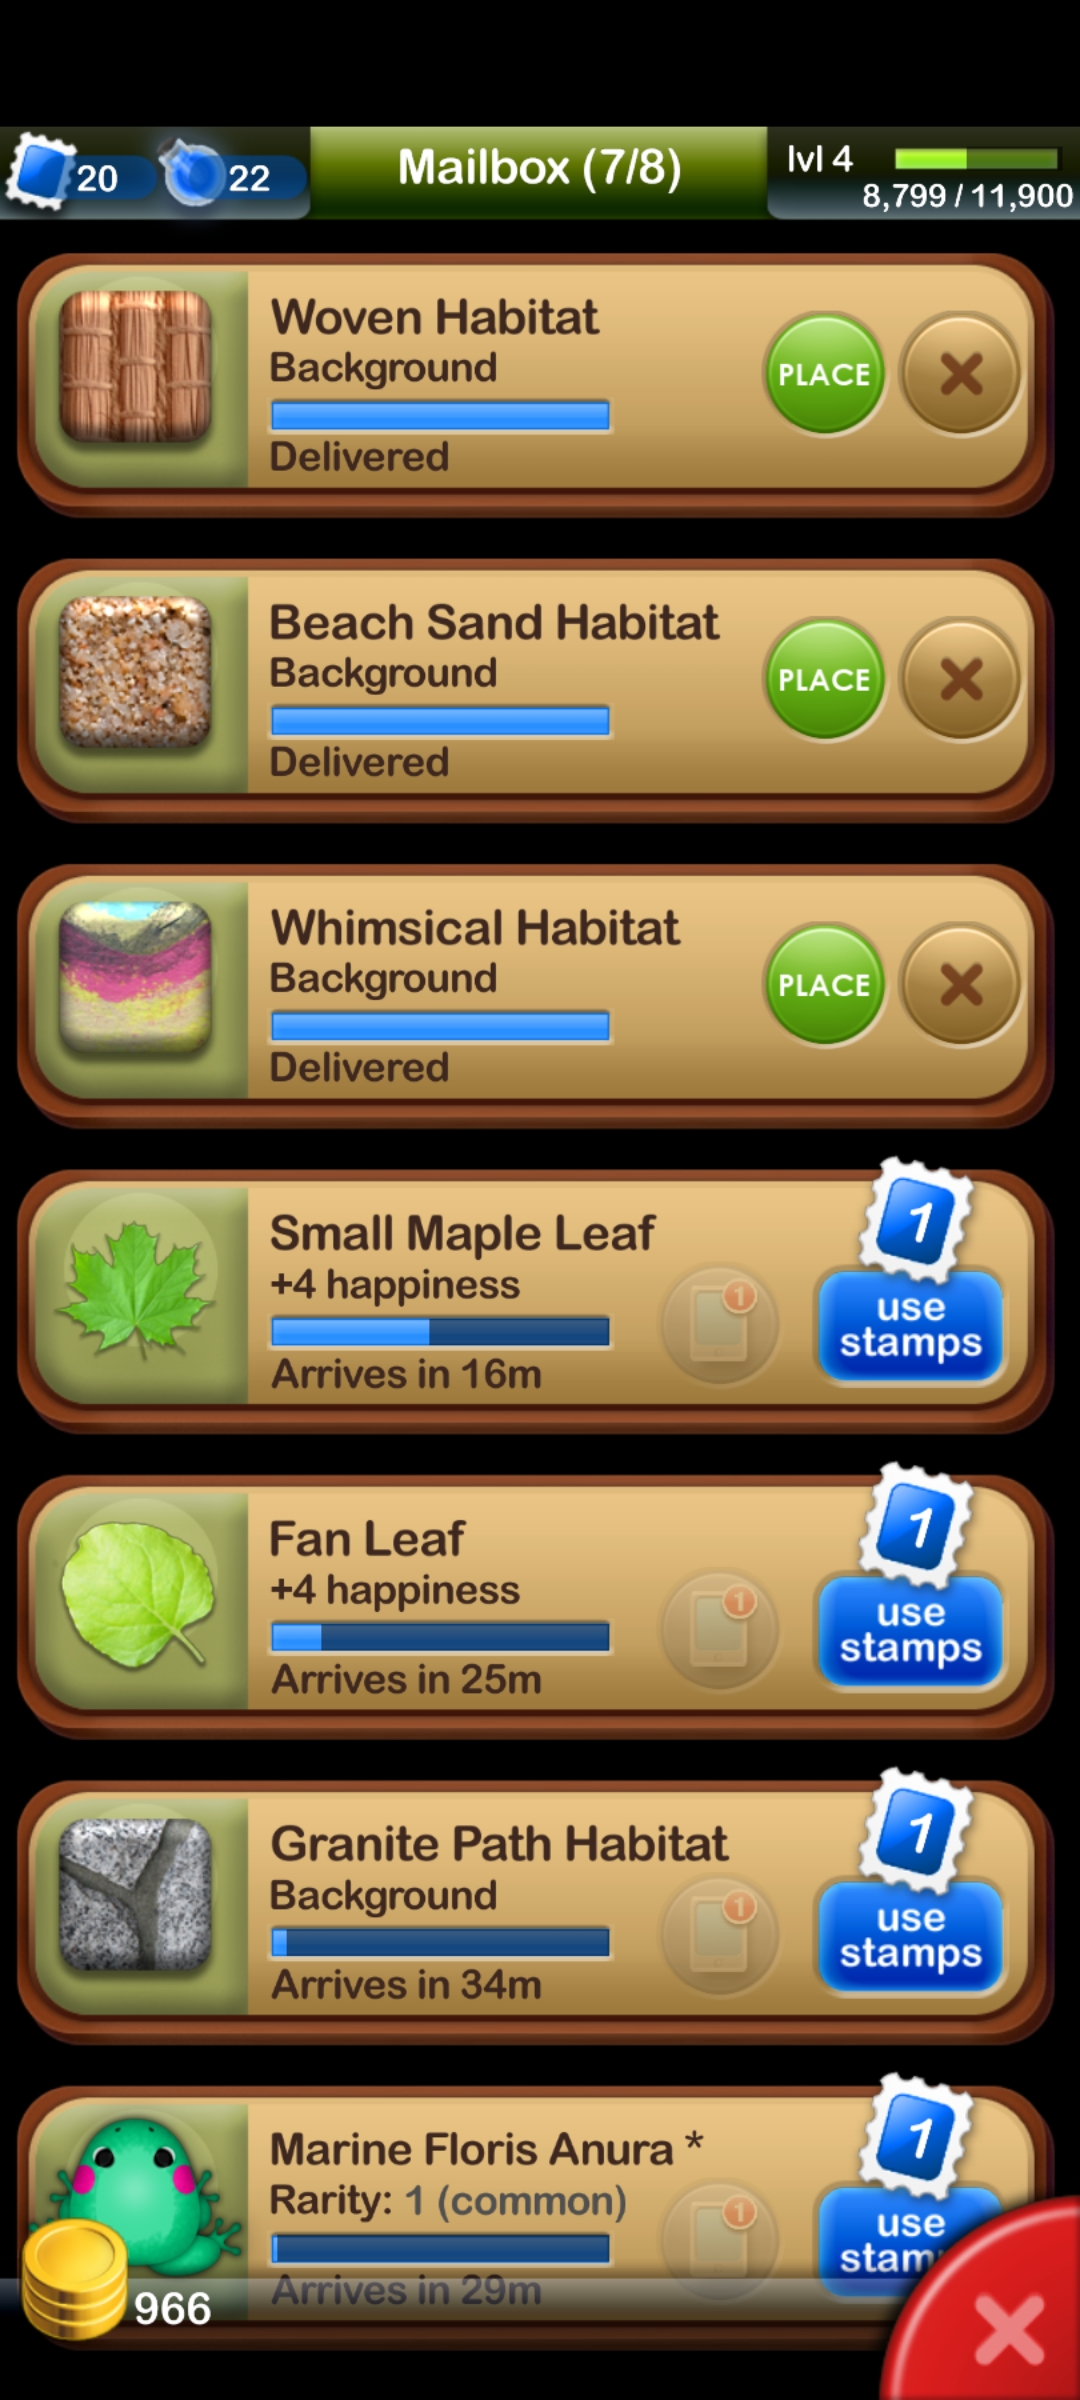 20
22
Mailbox (7/8)
lvl 4
8,799 / 11,900
Woven Habitat
Background
Delivered
PLACE
Beach Sand Habitat
Background
Delivered
PLACE
Whimsical Habitat
Background
Delivered
PLACE
Small Maple Leaf
+4 happiness
Arrives in 16m
1
1
use
stamps
Fan Leaf
+4 happiness
Arrives in 25m
1
1
use
stamps
Granite Path Habitat
Background
Arrives in 34m
1
1
use
stamps
Marine Floris Anura *
Rarity: 1 (common)
Arrives in 29m
1
1
use
stam
966